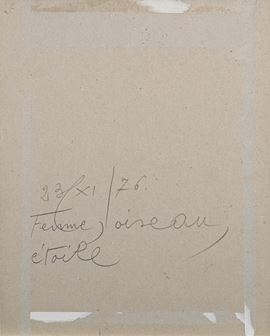 23/XI/76.
Femme, oiseau,
étoile